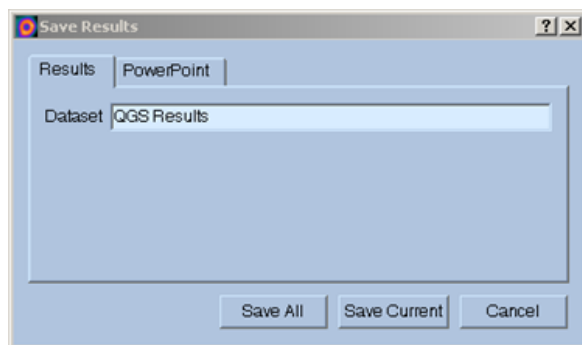 Save Results
Results PowerPoint
Dataset QGS Results
Save All Save Current Cancel